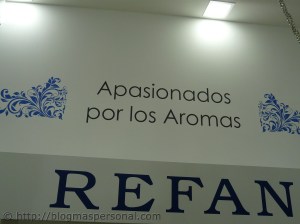 Apasionados
por los Aromas
REFAN
© http://blogmaspersonal.com